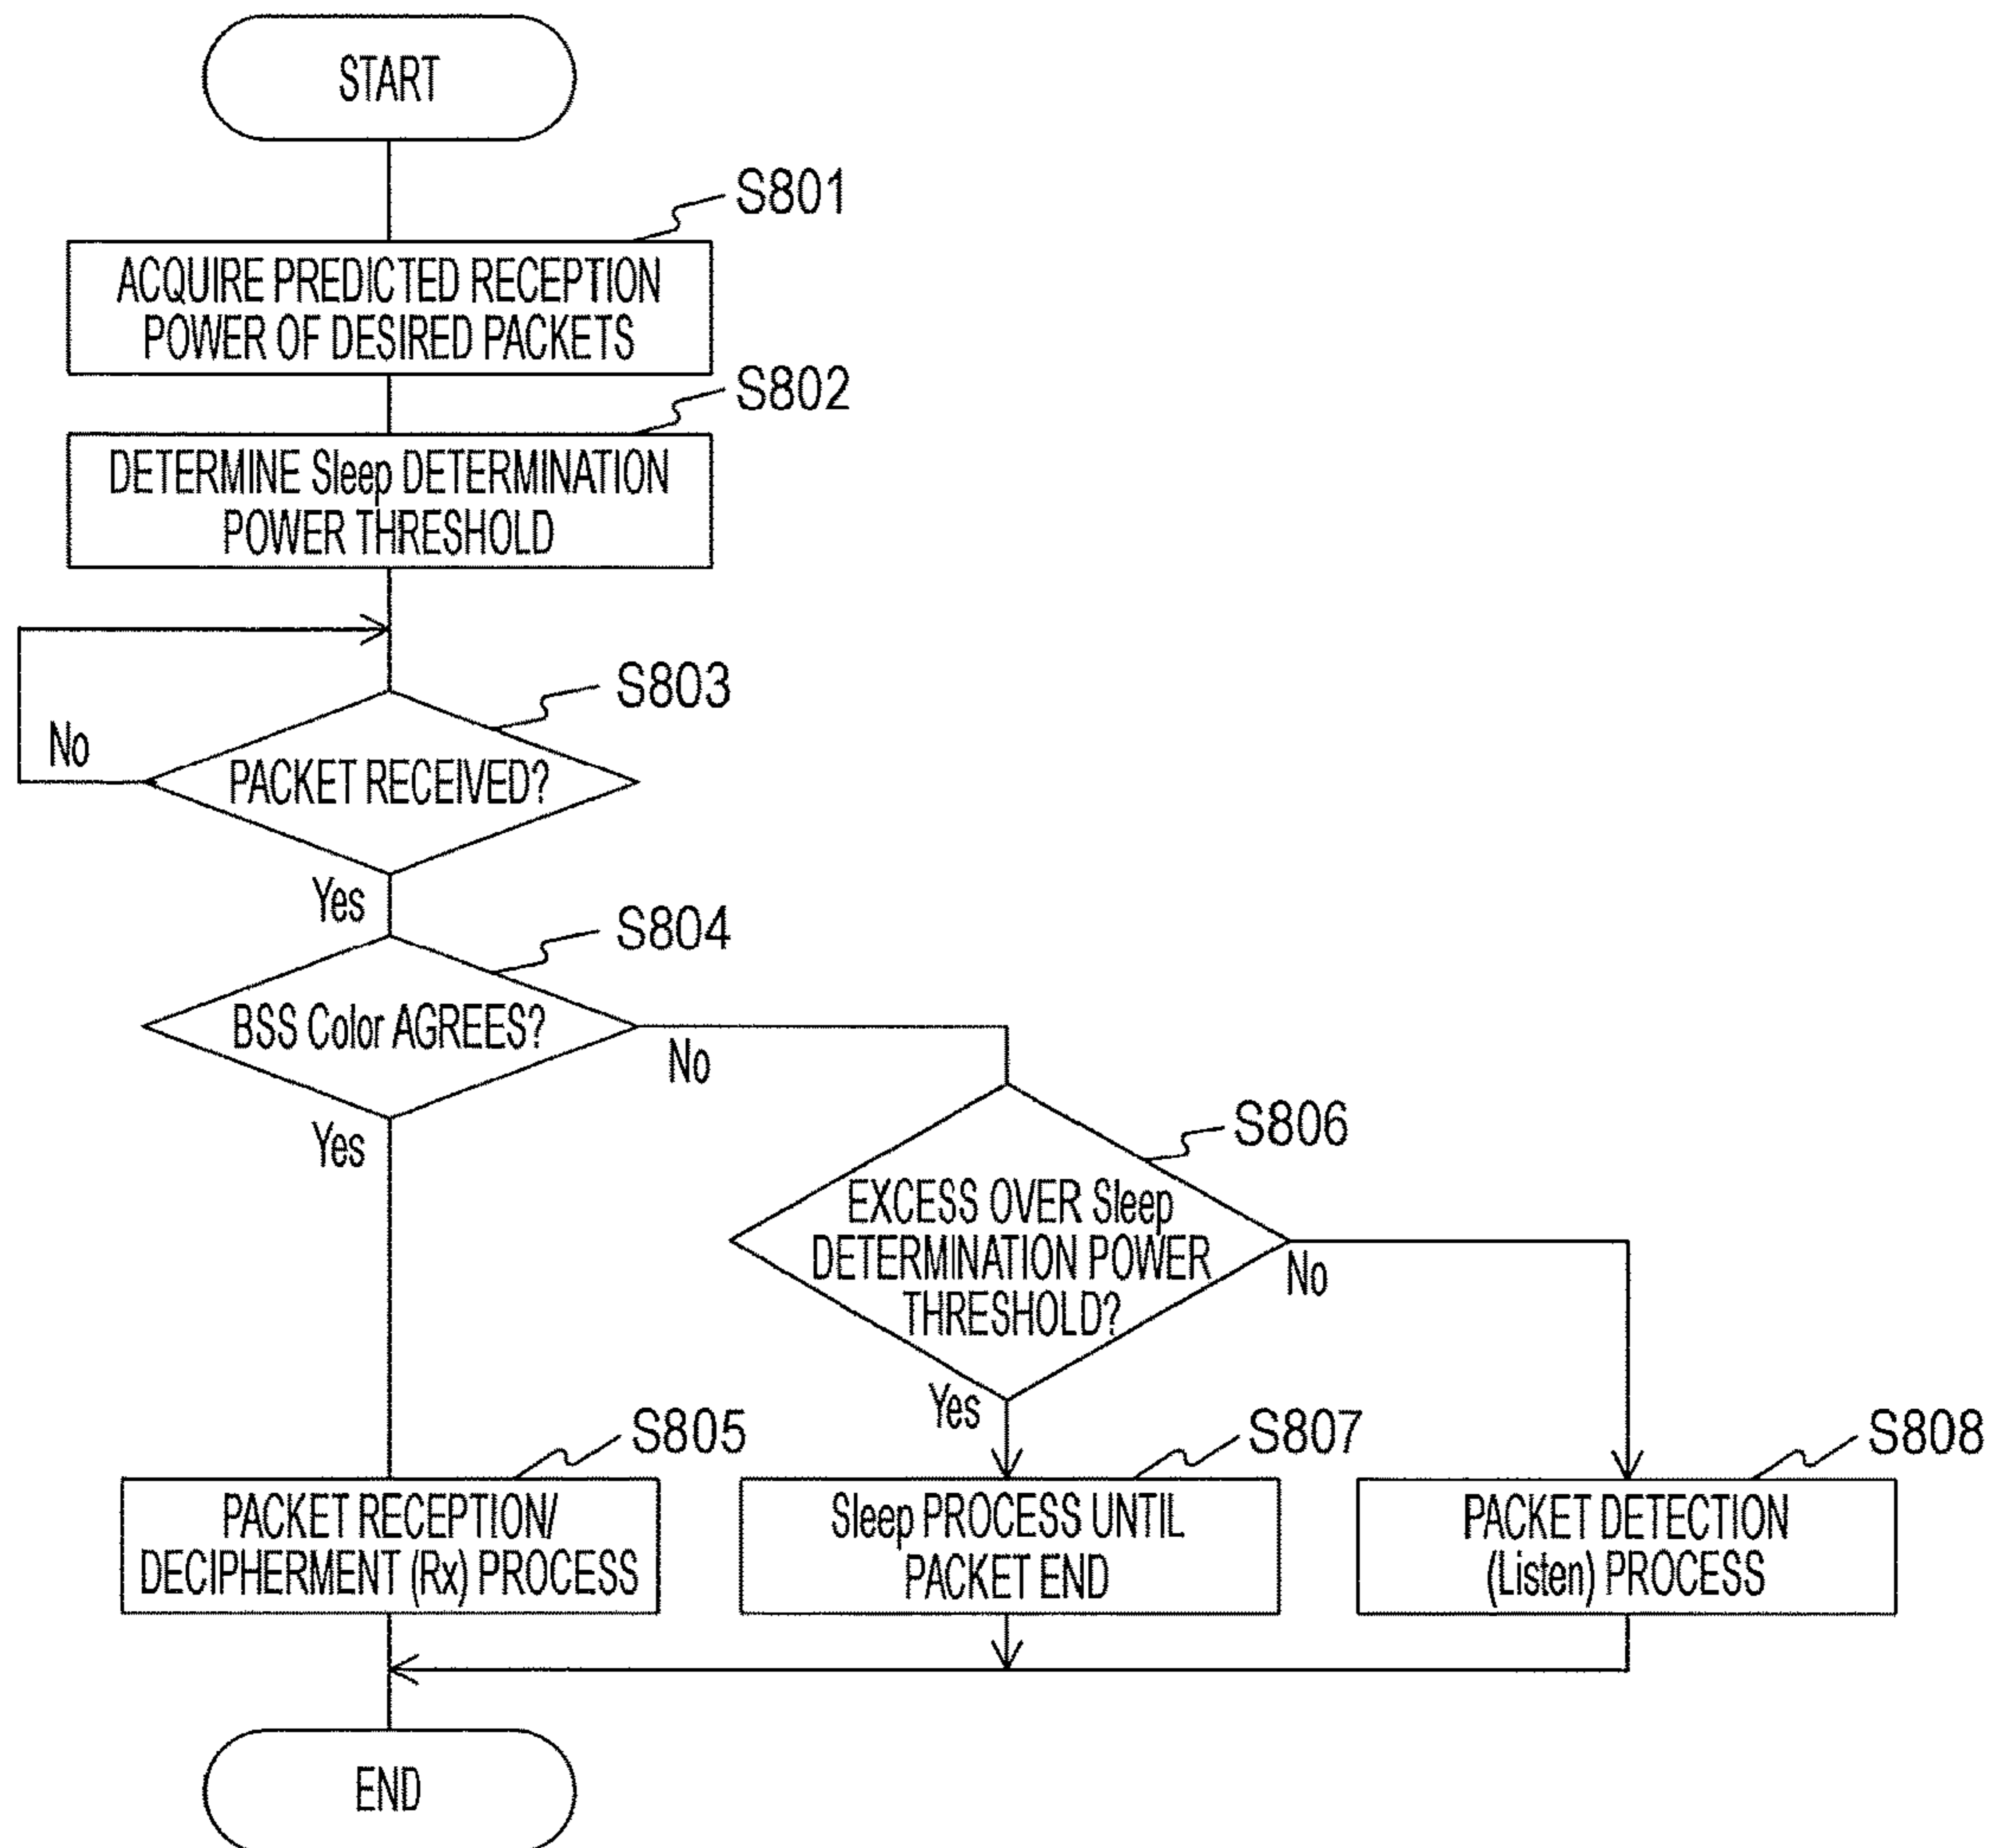 START
S801
ACQUIRE PREDICTED RECEPTION
POWER OF DESIRED PACKETS
S802
DETERMINE Sleep DETERMINATION
POWER THRESHOLD
S803
No
PACKET RECEIVED?
Yes
S804
BSS Color AGREES?
No
Yes
S806
EXCESS OVER Sleep
DETERMINATION POWER
THRESHOLD?
No
Yes
S805
PACKET RECEPTION/
DECIPHERMENT (Rx) PROCESS
S807
Sleep PROCESS UNTIL
PACKET END
S808
PACKET DETECTION
(Listen) PROCESS
END